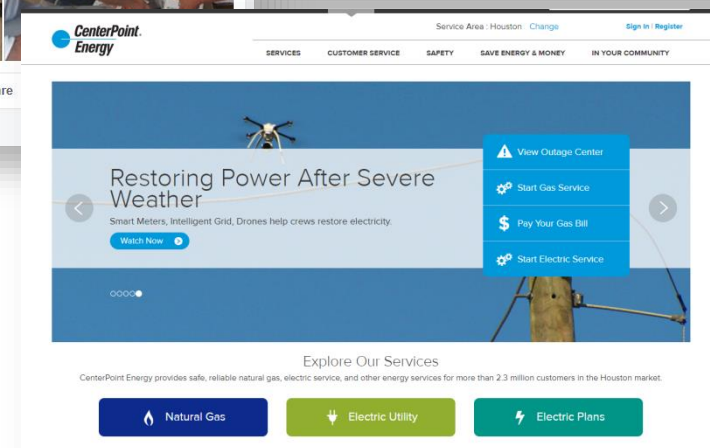 re
CenterPoint.
Energy
Service Area : Houston Change
Sign In | Register
SERVICES CUSTOMER SERVICE SAFETY SAVE ENERGY & MONEY IN YOUR COMMUNITY
Restoring Power After Severe
Weather
Smart Meters, Intelligent Grid, Drones help crews restore electricity.
Watch Now
View Outage Center
Start Gas Service
$ Pay Your Gas Bill
Start Electric Service
Explore Our Services
CenterPoint Energy provides safe, reliable natural gas, electric service, and other energy services for more than 2.3 million customers in the Houston market.
Natural Gas
Electric Utility
Electric Plans